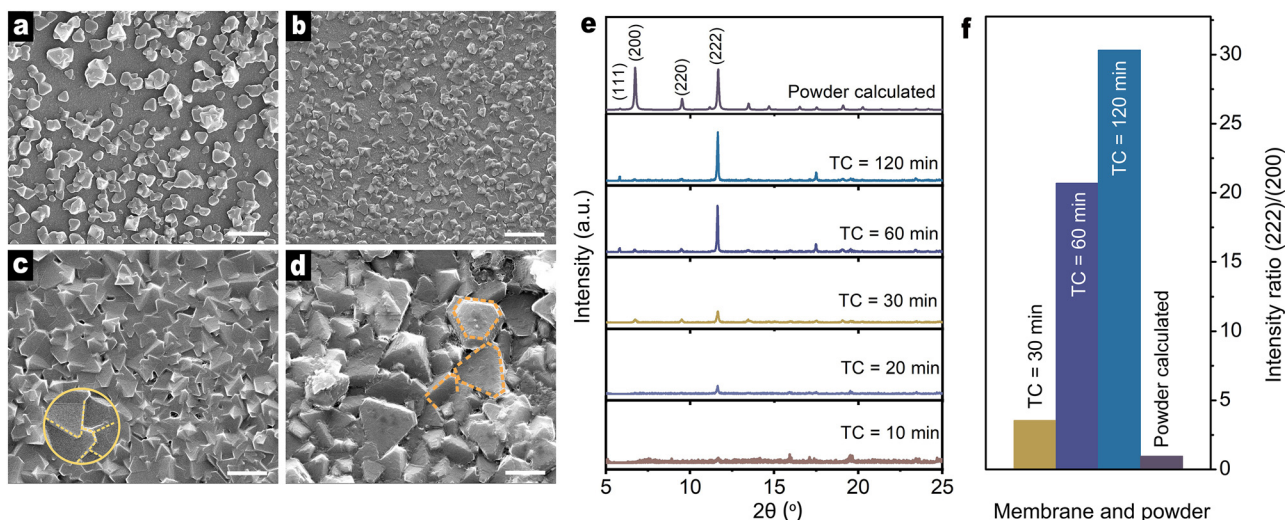 a
b
c
d
e
(111)
(200)
(220)
(222)
Powder calculated
TC = 120 min
TC = 60 min
TC = 30 min
TC = 20 min
TC = 10 min
Intensity (a.u.)
5
10
15
20
25
2θ (°)
f
TC = 30 min
TC = 60 min
TC = 120 min
Powder calculated
30
25
20
15
10
5
0
Intensity ratio (222)/(200)
Membrane and powder